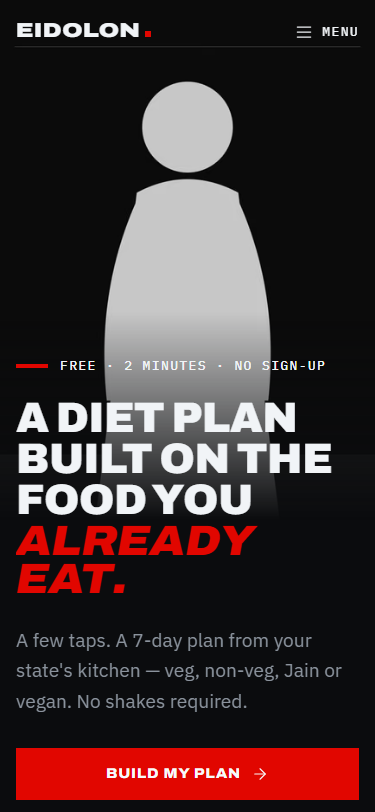 EIDOLON.
MENU
FREE · 2 MINUTES · NO SIGN-UP
A DIET PLAN
BUILT ON THE
FOOD YOU
ALREADY
EAT.
A few taps. A 7-day plan from your
state's kitchen — veg, non-veg, Jain or
vegan. No shakes required.
BUILD MY PLAN →